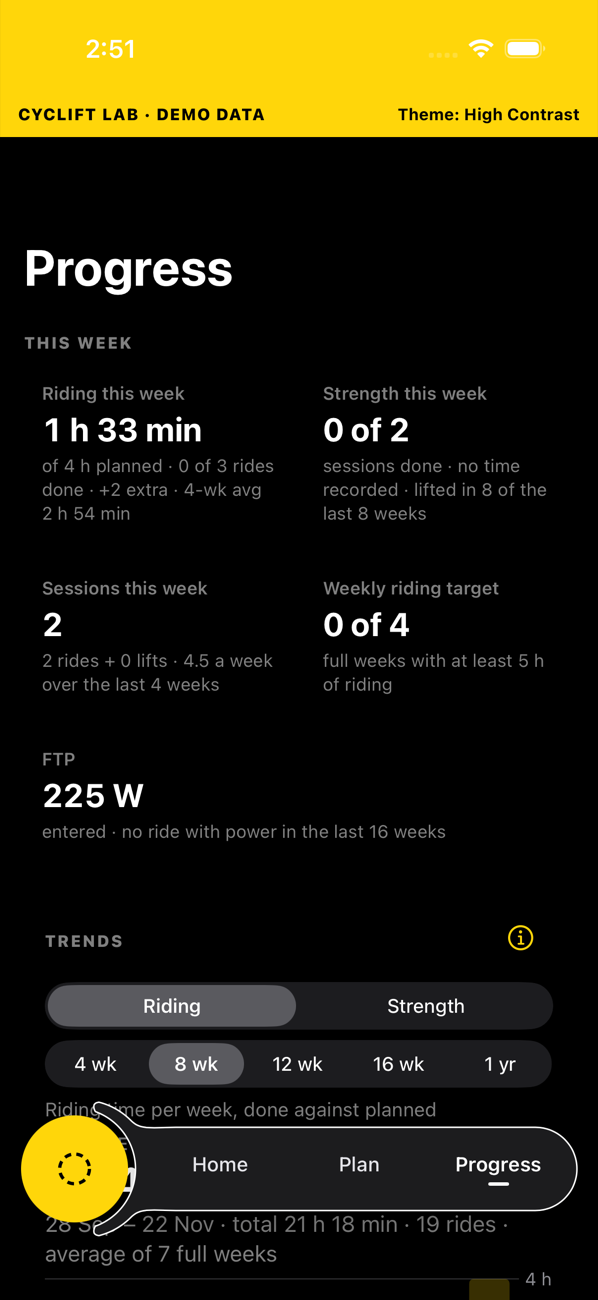 2:51
CYCLIFT LAB · DEMO DATA
Theme: High Contrast
Progress
THIS WEEK
Riding this week
1 h 33 min
of 4 h planned · 0 of 3 rides
done · +2 extra · 4-wk avg
2 h 54 min
Strength this week
0 of 2
sessions done · no time
recorded · lifted in 8 of the
last 8 weeks
Sessions this week
2
2 rides + 0 lifts · 4.5 a week
over the last 4 weeks
Weekly riding target
0 of 4
full weeks with at least 5 h
of riding
FTP
225 W
entered · no ride with power in the last 16 weeks
TRENDS
Riding
Strength
4 wk
8 wk
12 wk
16 wk
1 yr
Riding time per week, done against planned
Home
Plan
Progress
28 Sep – 22 Nov · total 21 h 18 min · 19 rides ·
average of 7 full weeks
4 h